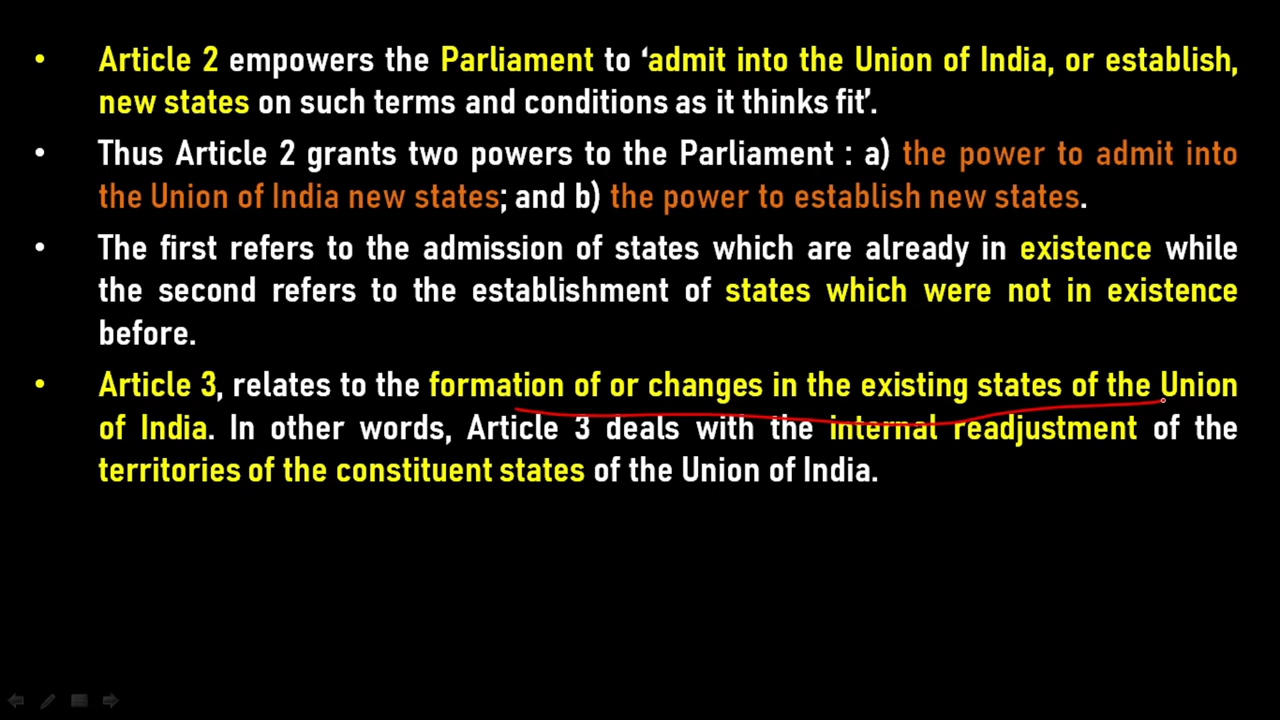 • Article 2 empowers the Parliament to ‘admit into the Union of India, or establish,
new states on such terms and conditions as it thinks fit’.
• Thus Article 2 grants two powers to the Parliament : a) the power to admit into
the Union of India new states; and b) the power to establish new states.
• The first refers to the admission of states which are already in existence while
the second refers to the establishment of states which were not in existence
before.
• Article 3, relates to the formation of or changes in the existing states of the Union
of India. In other words, Article 3 deals with the internal readjustment of the
territories of the constituent states of the Union of India.